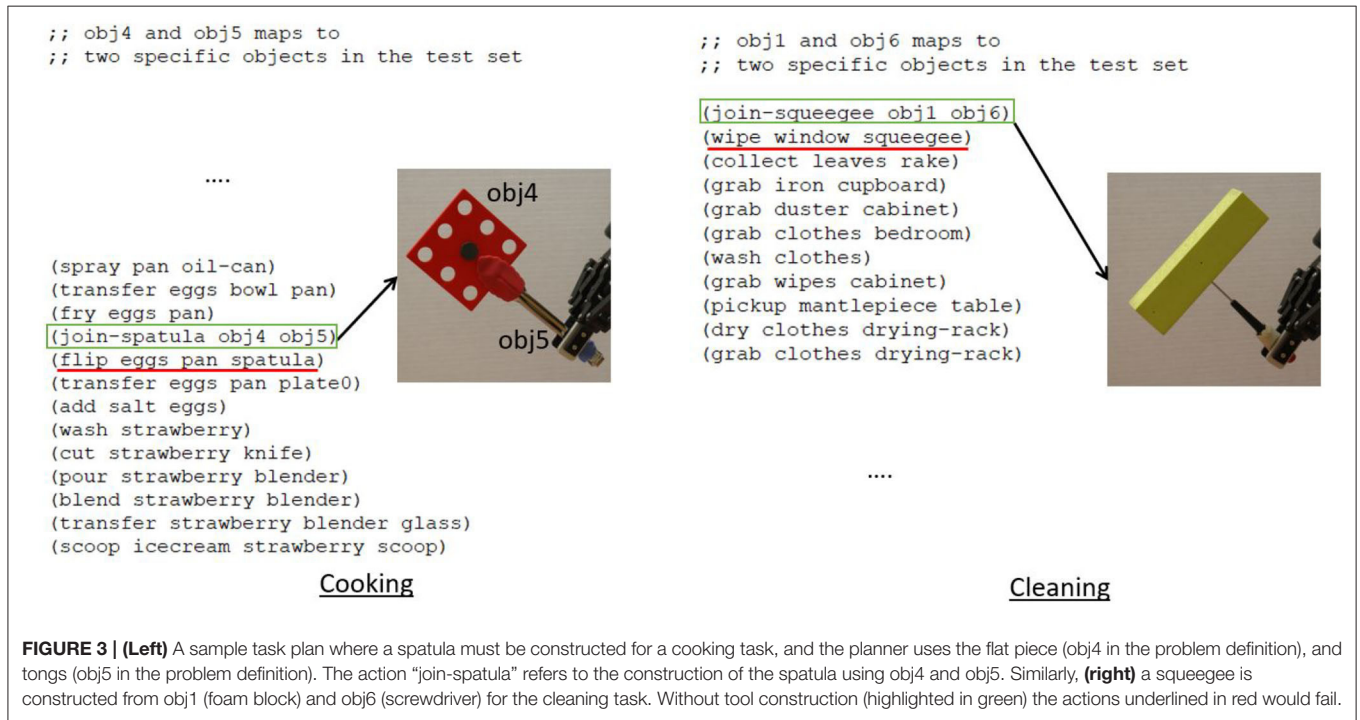 ;; obj4 and obj5 maps to
;; two specific objects in the test set
....
(spray pan oil-can)
(transfer eggs bowl pan)
(fry eggs pan)
(join-spatula obj4 obj5)
(flip eggs pan spatula)
(transfer eggs pan plate0)
(add salt eggs)
(wash strawberry)
(cut strawberry knife)
(pour strawberry blender)
(blend strawberry blender)
(transfer strawberry blender glass)
(scoop icecream strawberry scoop)
obj4
obj5
Cooking
;; obj1 and obj6 maps to
;; two specific objects in the test set
(join-squeegee obj1 obj6)
(wipe window squeegee)
(collect leaves rake)
(grab iron cupboard)
(grab duster cabinet)
(grab clothes bedroom)
(wash clothes)
(grab wipes cabinet)
(pickup mantlepiece table)
(dry clothes drying-rack)
(grab clothes drying-rack)
....
Cleaning
FIGURE 3 | (Left) A sample task plan where a spatula must be constructed for a cooking task, and the planner uses the flat piece (obj4 in the problem definition), and
tongs (obj5 in the problem definition). The action “join-spatula” refers to the construction of the spatula using obj4 and obj5. Similarly, (right) a squeegee is
constructed from obj1 (foam block) and obj6 (screwdriver) for the cleaning task. Without tool construction (highlighted in green) the actions underlined in red would fail.